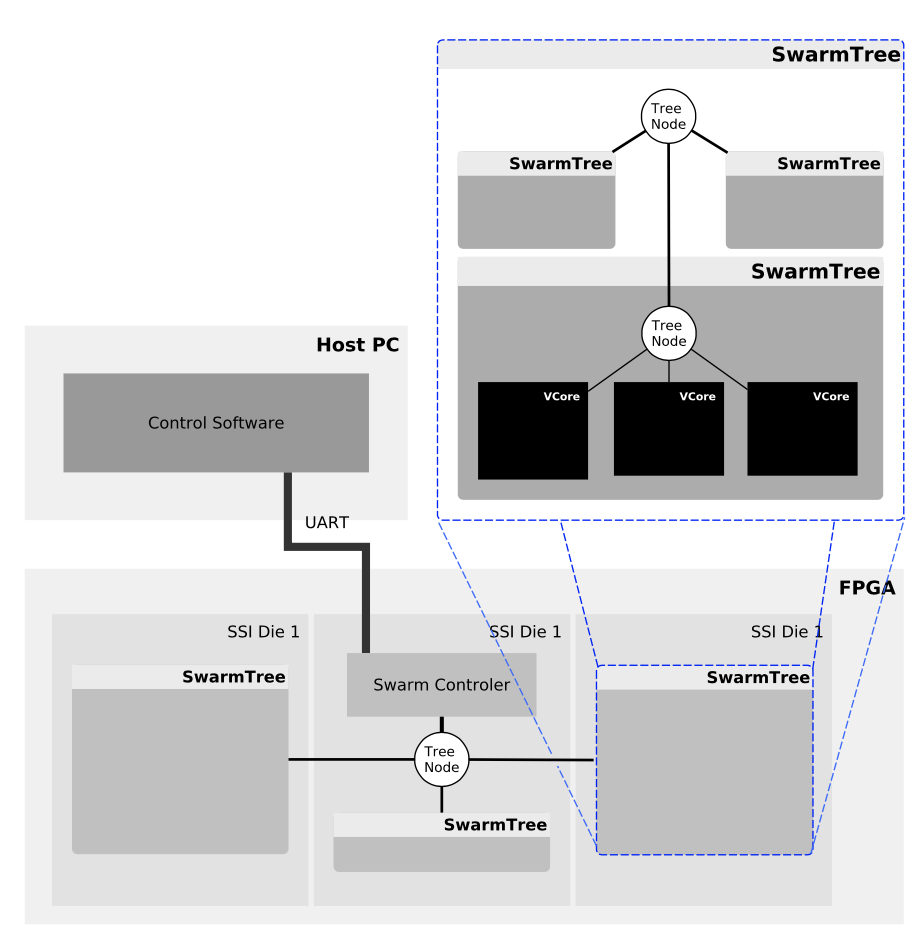 SwarmTree
Tree
Node
SwarmTree
SwarmTree
SwarmTree
Tree
Node
VCore
VCore
VCore
Host PC
Control Software
UART
FPGA
SSI Die 1
SSI Die 1
SSI Die 1
SwarmTree
Swarm Controler
SwarmTree
Tree
Node
SwarmTree